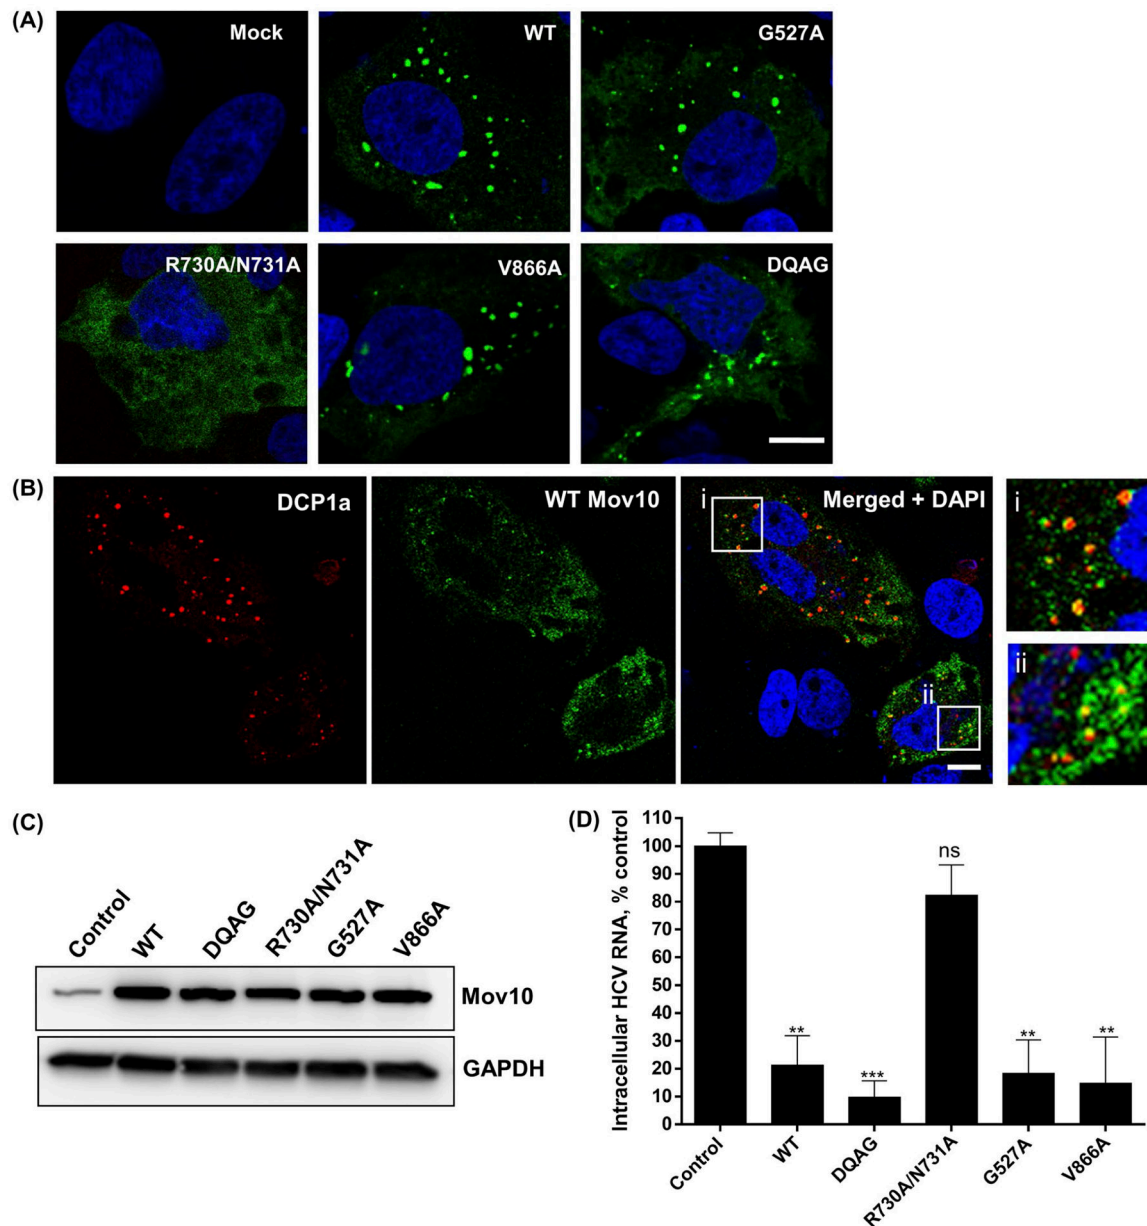 (A)
Mock
WT
G527A
R730A/N731A
V866A
DQAG
(B)
DCP1a
WT Mov10
i
Merged + DAPI
ii
i
ii
(C)
Control
WT
DQAG
R730A/N731A
G527A
V866A
Mov10
GAPDH
(D)
Intracellular HCV RNA, % control
110
100
90
80
70
60
50
40
30
20
10
0
**
***
ns
**
**
Control
WT
DQAG
R730A/N731A
G527A
V866A